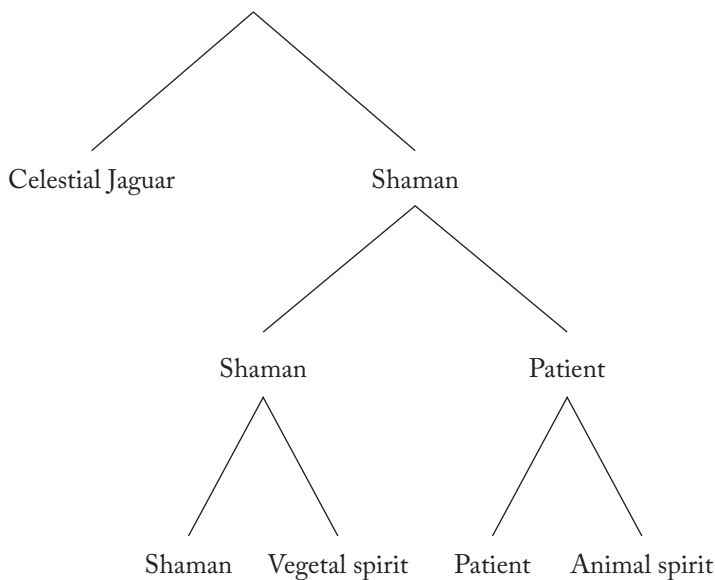 Celestial Jaguar Shaman
Shaman Patient
Shaman Vegetal spirit Patient Animal spirit